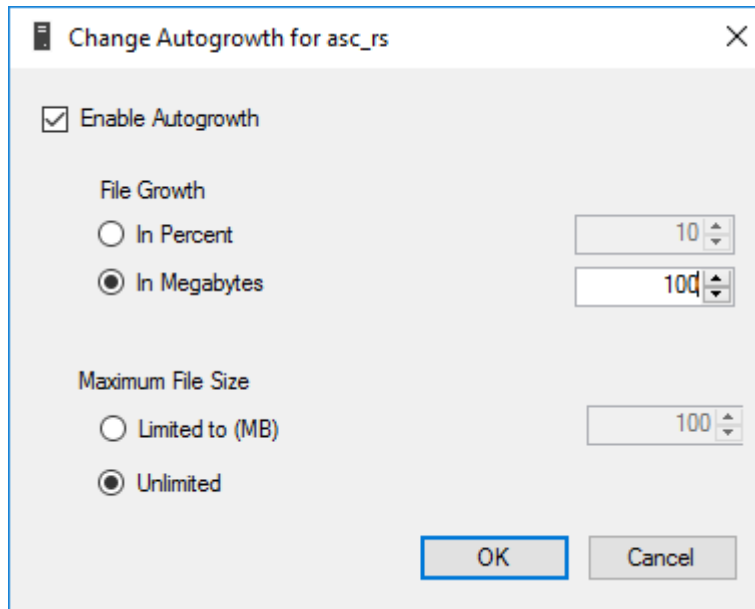 Change Autogrowth for asc_rs
Enable Autogrowth
File Growth
In Percent 10
In Megabytes 100
Maximum File Size
Limited to (MB) 100
Unlimited
OK Cancel